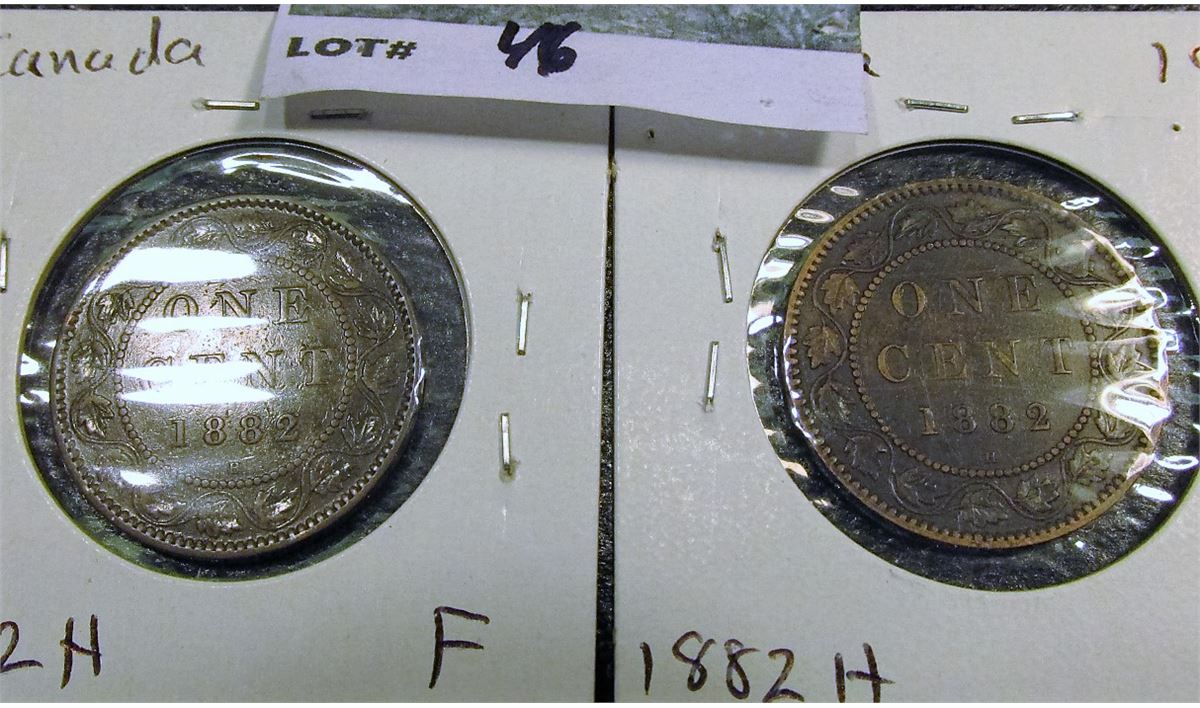 Canada
LOT# 46
ONE
CENT
1882
H
2H
F
ONE
CENT
1882
H
1882H